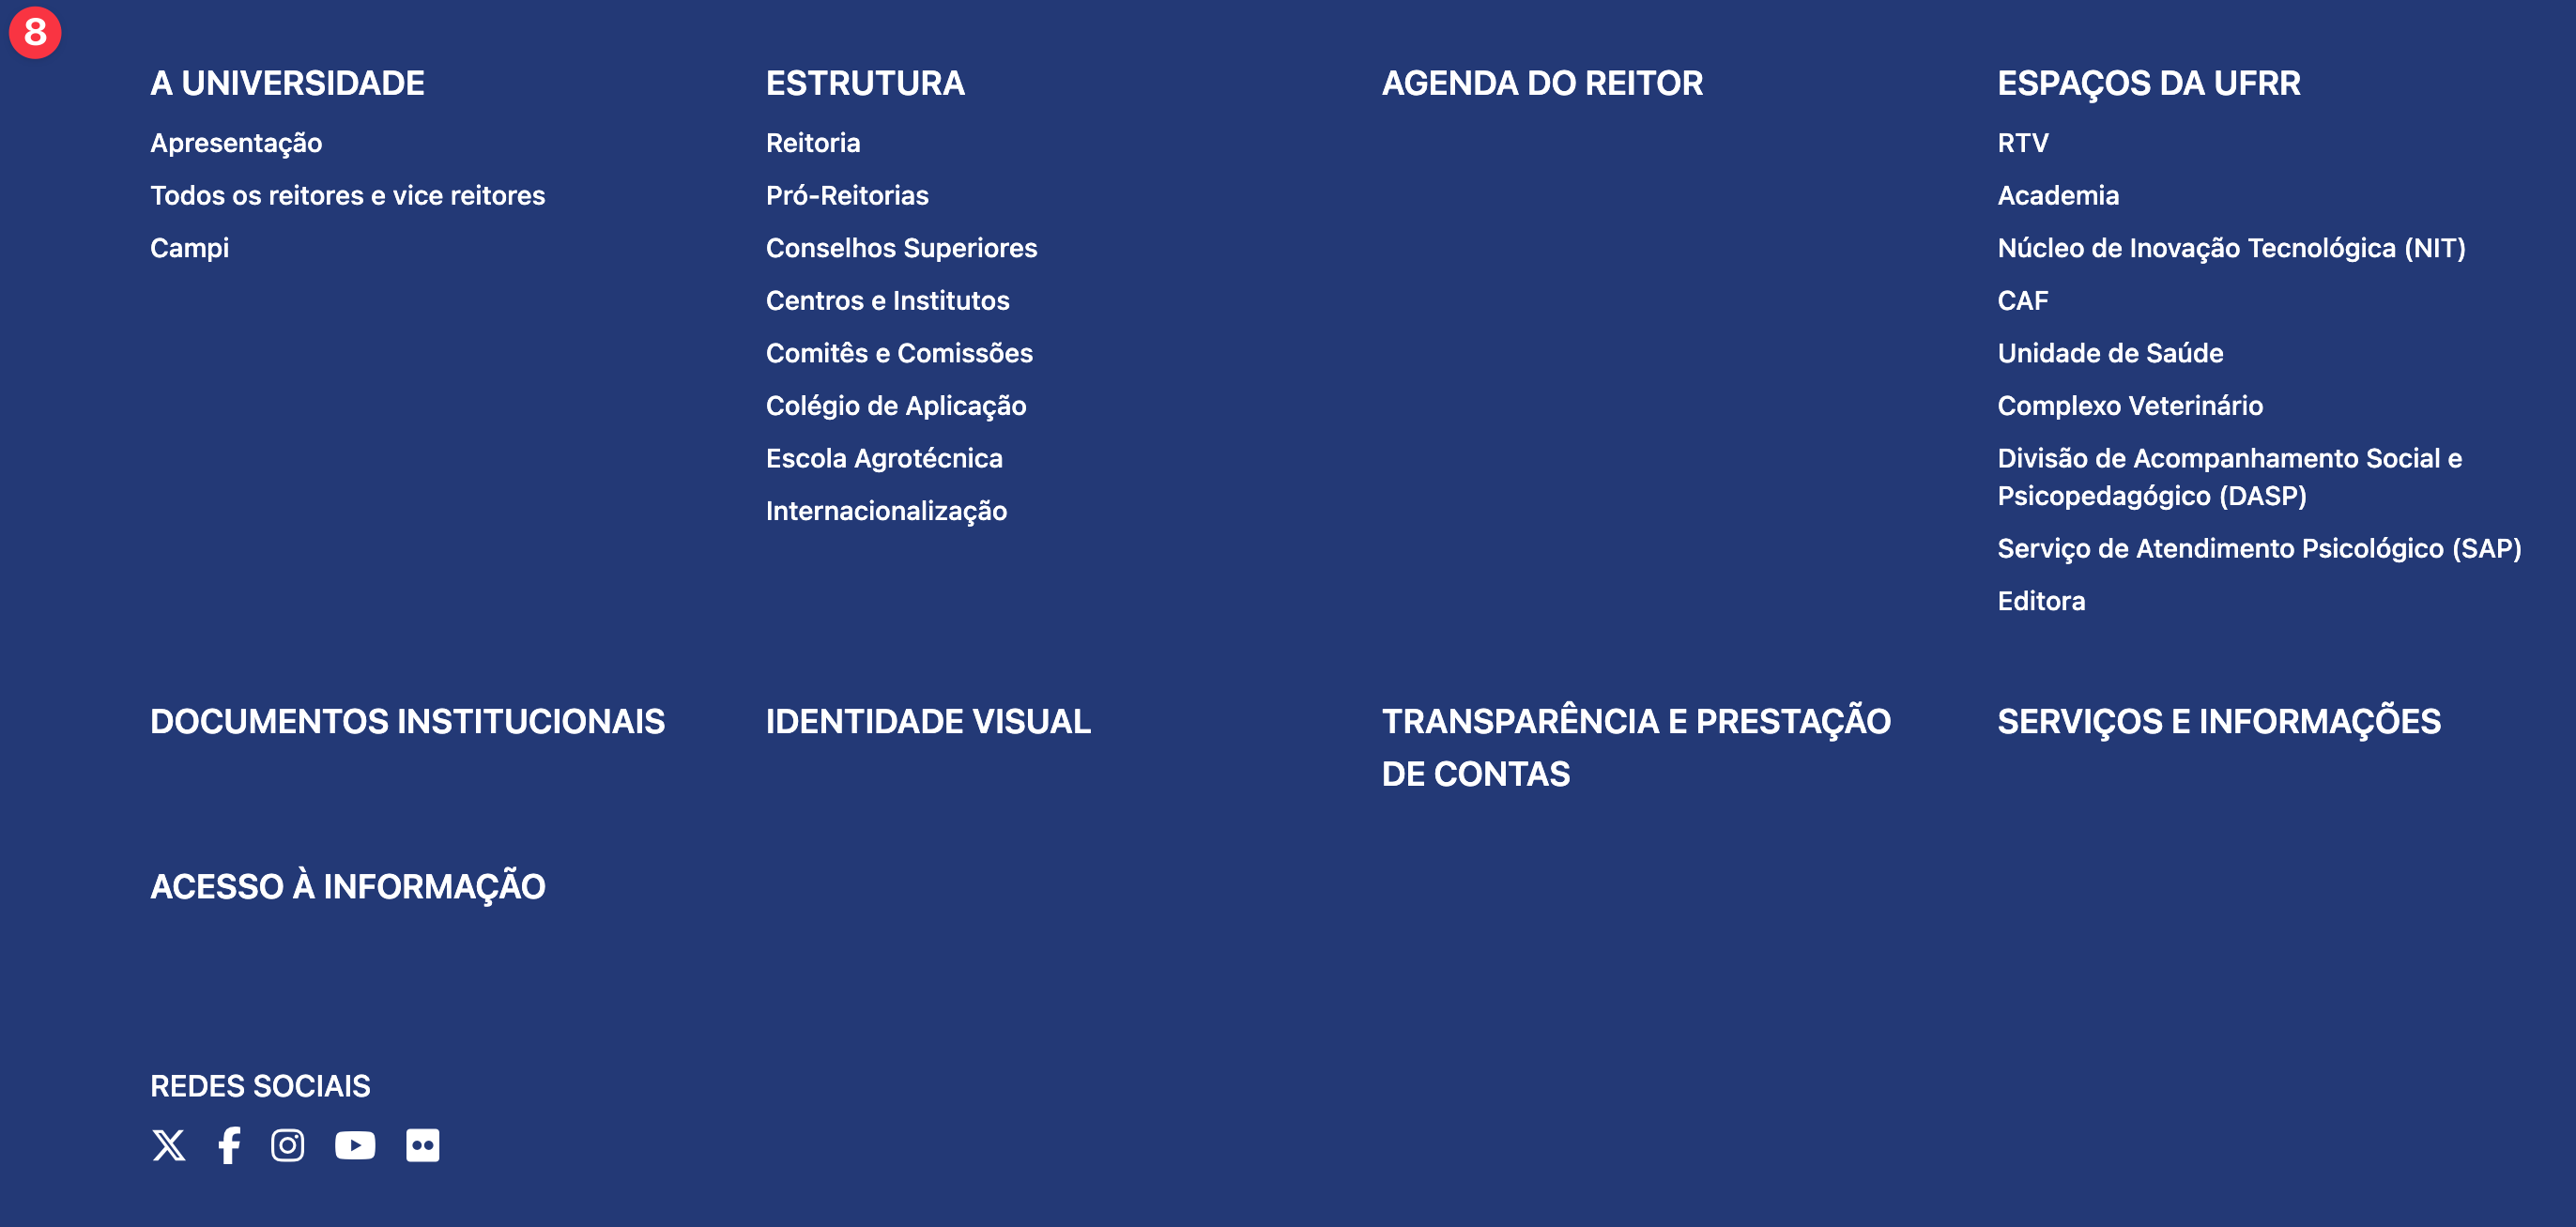 8
A UNIVERSIDADE
Apresentação
Todos os reitores e vice reitores
Campi
ESTRUTURA
Reitoria
Pró-Reitorias
Conselhos Superiores
Centros e Institutos
Comitês e Comissões
Colégio de Aplicação
Escola Agrotécnica
Internacionalização
AGENDA DO REITOR
ESPAÇOS DA UFRR
RTV
Academia
Núcleo de Inovação Tecnológica (NIT)
CAF
Unidade de Saúde
Complexo Veterinário
Divisão de Acompanhamento Social e
Psicopedagógico (DASP)
Serviço de Atendimento Psicológico (SAP)
Editora
DOCUMENTOS INSTITUCIONAIS
IDENTIDADE VISUAL
TRANSPARÊNCIA E PRESTAÇÃO
DE CONTAS
SERVIÇOS E INFORMAÇÕES
ACESSO À INFORMAÇÃO
REDES SOCIAIS